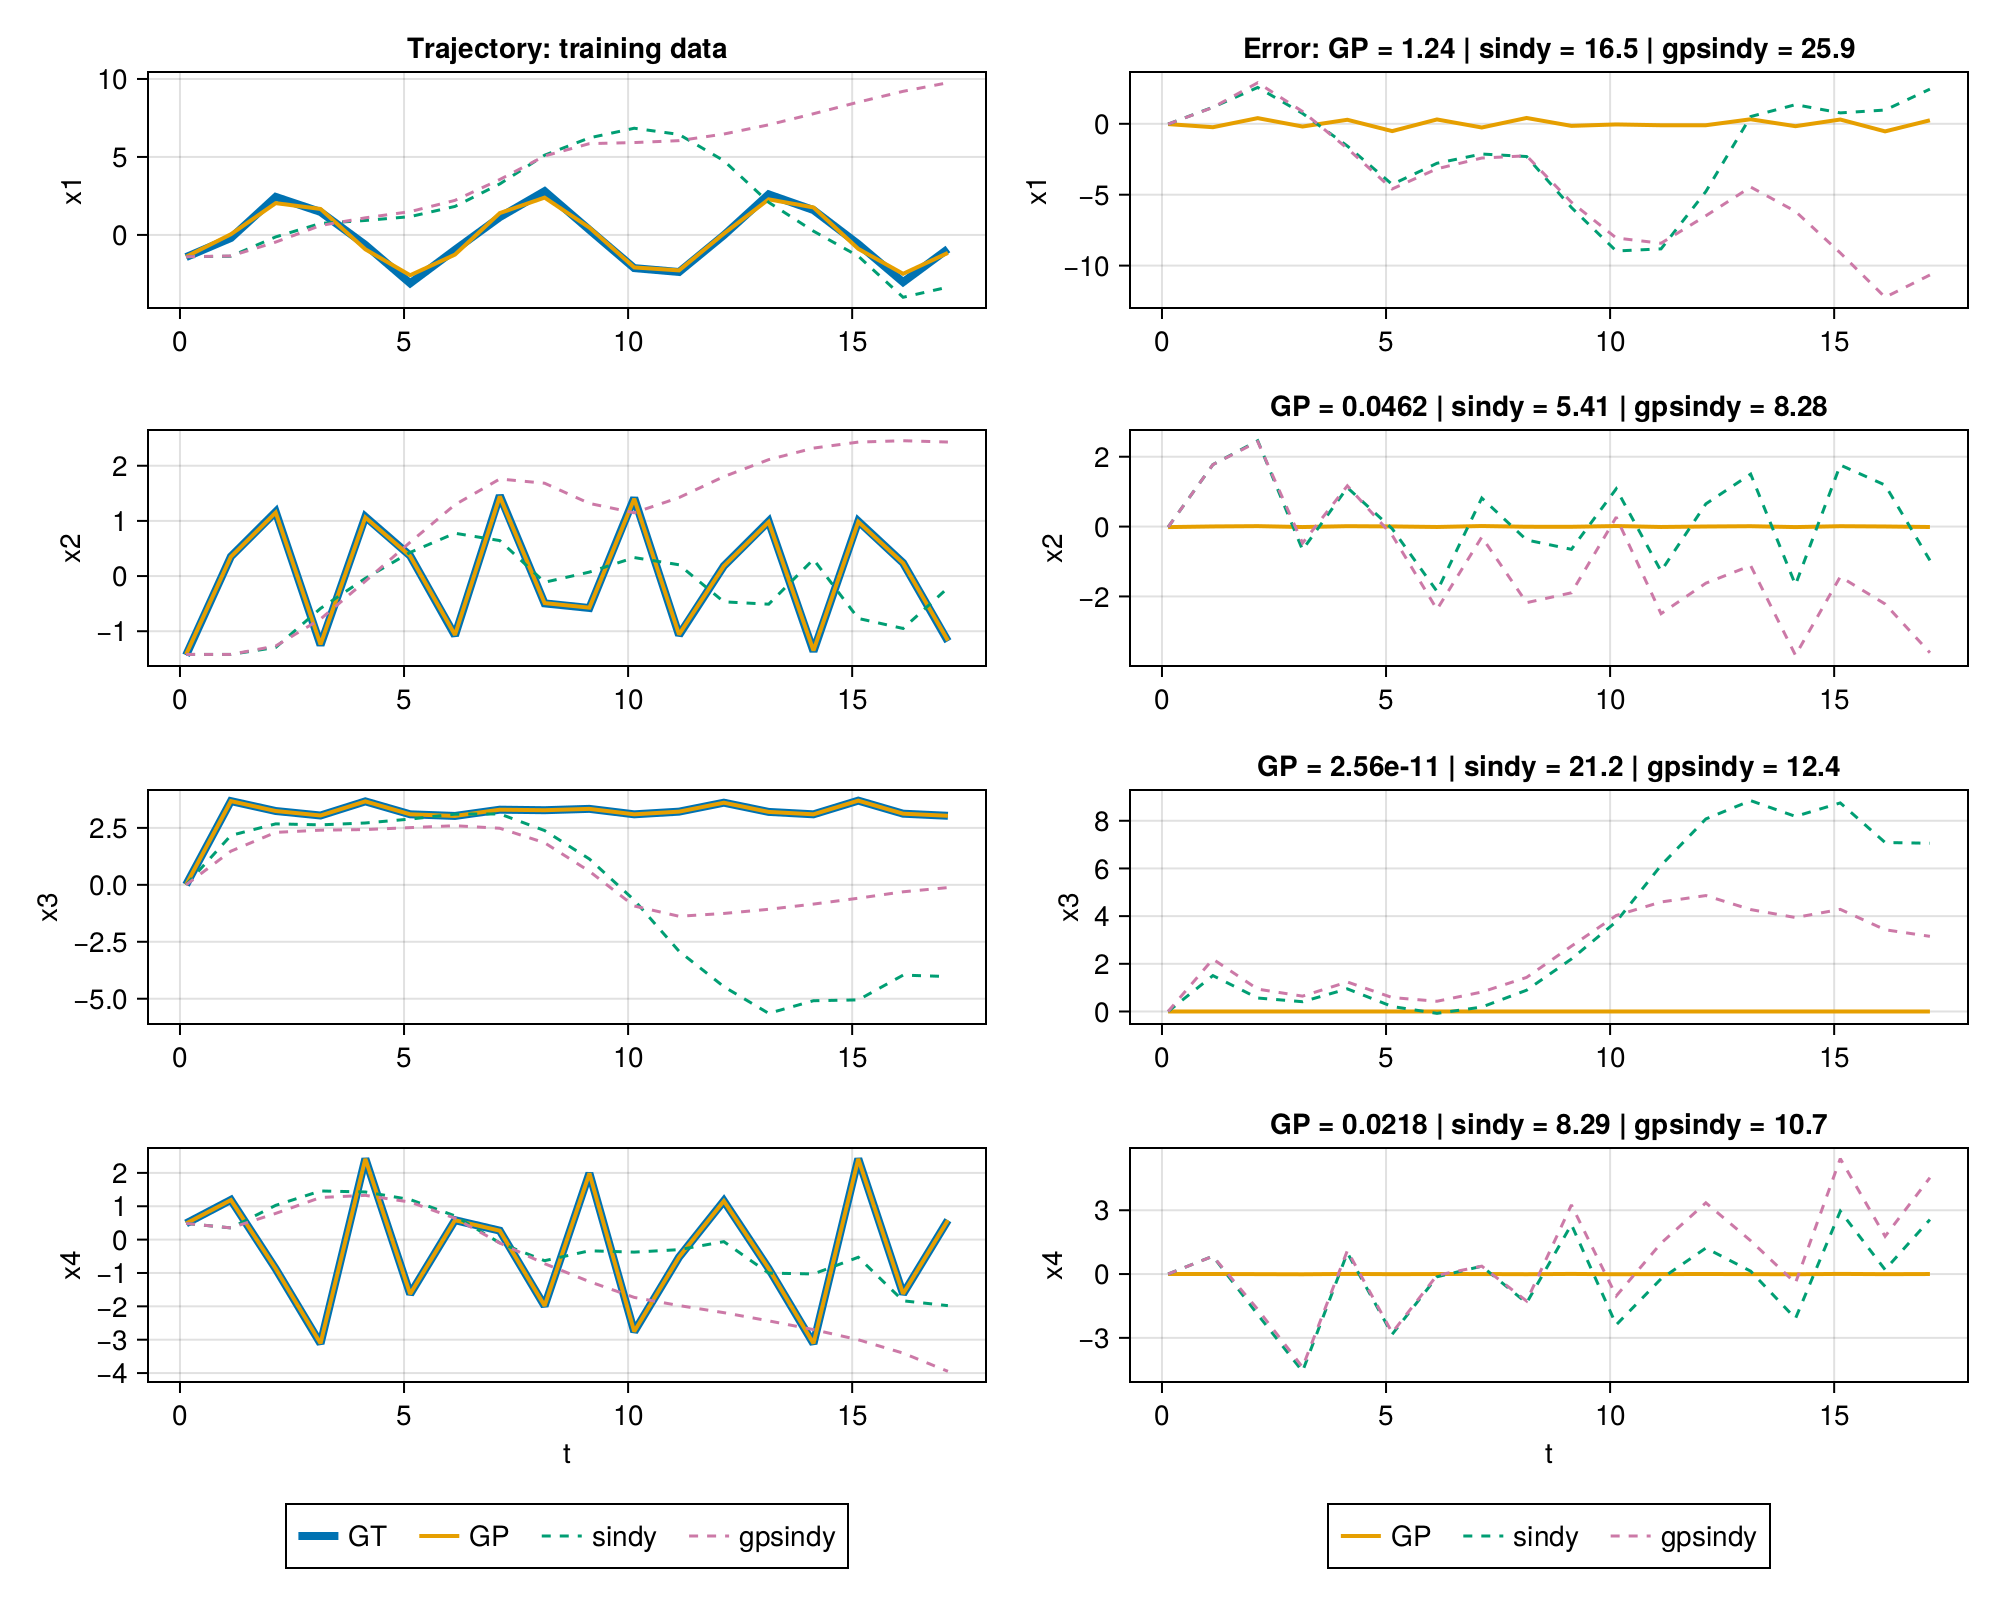 Trajectory: training data
10
5
0
x1
0 5 10 15
Error: GP = 1.24 | sindy = 16.5 | gpsindy = 25.9
0
−5
−10
x1
0 5 10 15
2
1
0
−1
x2
0 5 10 15
GP = 0.0462 | sindy = 5.41 | gpsindy = 8.28
2
0
−2
x2
0 5 10 15
2.5
0.0
−2.5
−5.0
x3
0 5 10 15
GP = 2.56e-11 | sindy = 21.2 | gpsindy = 12.4
8
6
4
2
0
x3
0 5 10 15
2
1
0
−1
−2
−3
−4
x4
0 5 10 15
t
GP = 0.0218 | sindy = 8.29 | gpsindy = 10.7
3
0
−3
x4
0 5 10 15
t
GT GP sindy gpsindy
GP sindy gpsindy